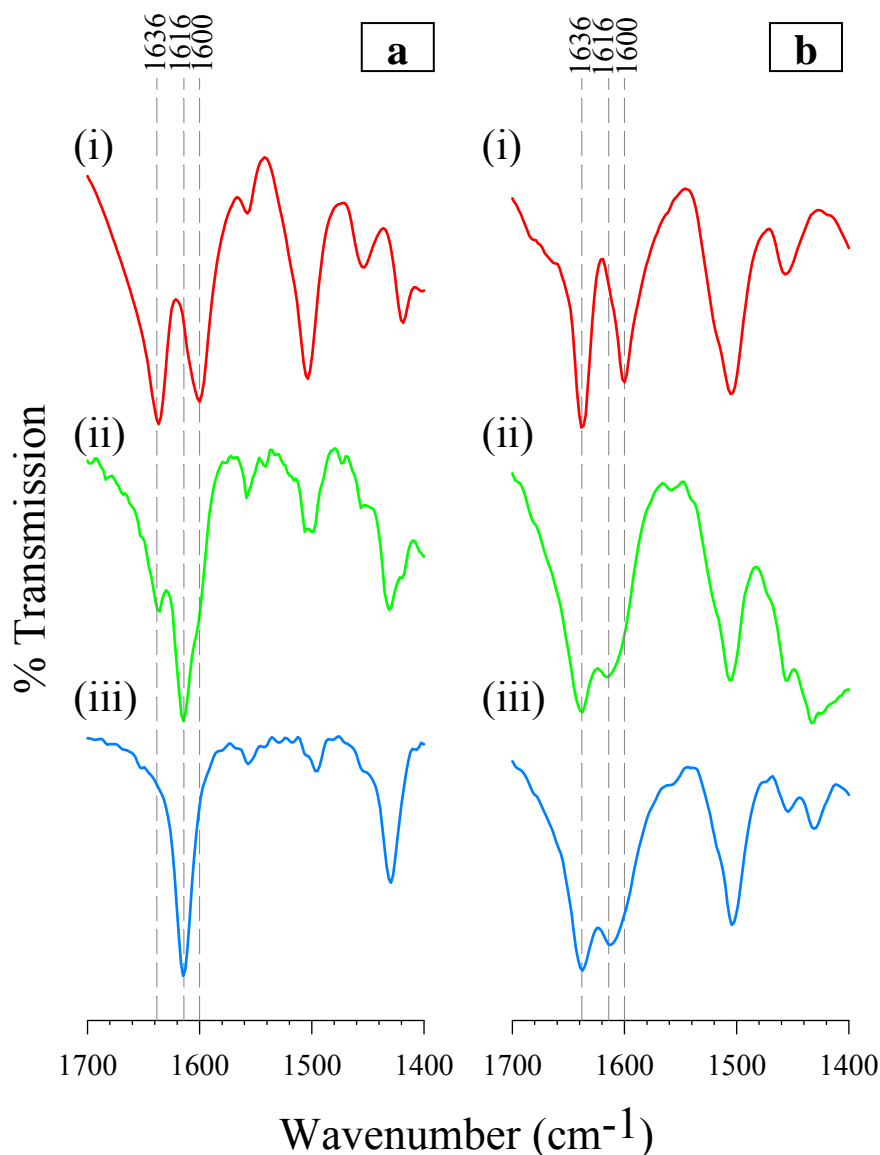 1636
1616
1600
a
1636
1616
1600
b
(i)
(i)
(ii)
(ii)
(iii)
(iii)
% Transmission
1700 1600 1500 1400
1700 1600 1500 1400
Wavenumber (cm-1)